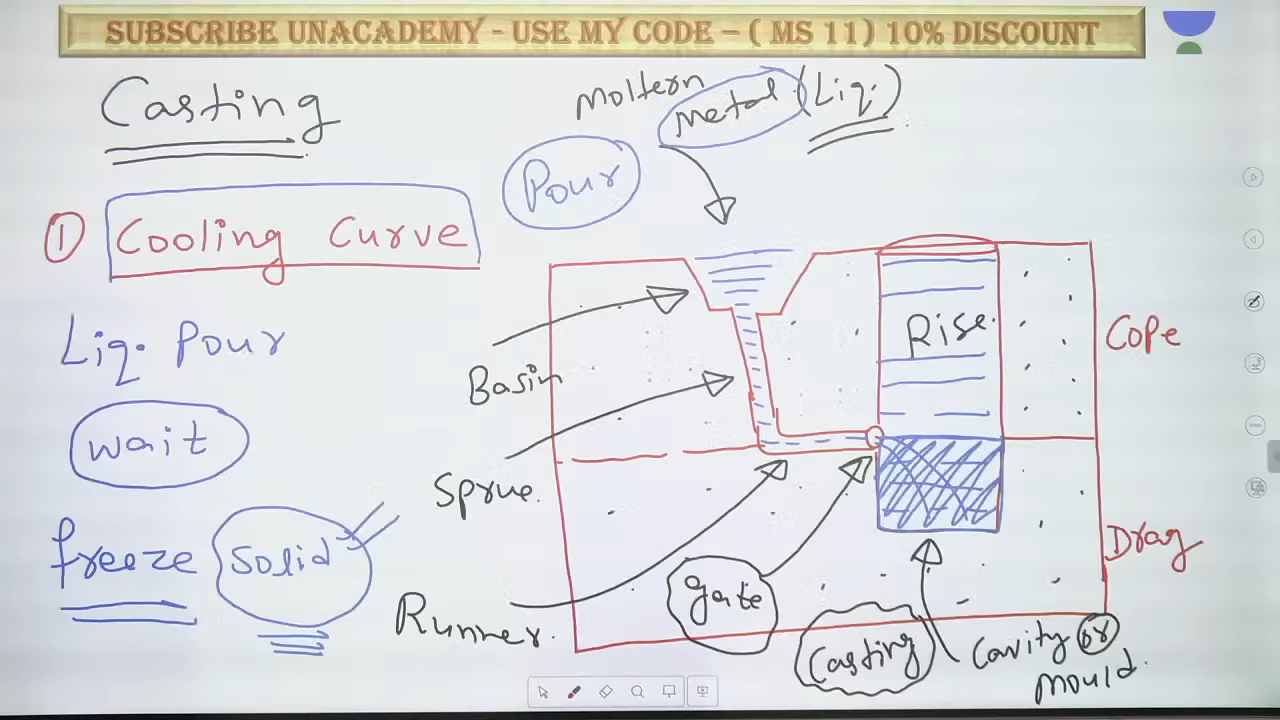 SUBSCRIBE UNACADEMY - USE MY CODE - ( MS 11) 10% DISCOUNT
Casting
Moltern
Metal (Liq.)
Pour
① Cooling Curve
Liq. Pour
wait
freeze Solid
Basin
Sprue.
Runner.
gate
Rise.
Cope
Drag
Casting
Cavity or
mould.